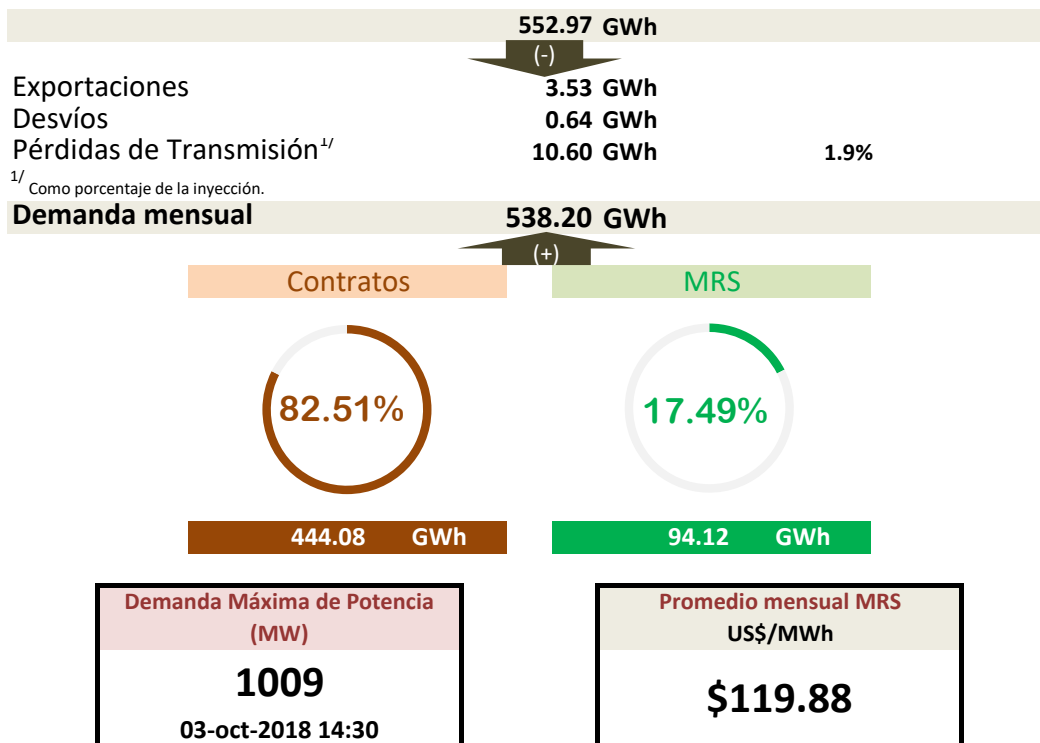 552.97 GWh
(-)
Exportaciones 3.53 GWh
Desvíos 0.64 GWh
Pérdidas de Transmisión 1/ 10.60 GWh 1.9%
1/ Como porcentaje de la inyección.
Demanda mensual 538.20 GWh
(+)
Contratos MRS
82.51% 17.49%
444.08 GWh 94.12 GWh
Demanda Máxima de Potencia
(MW)
1009
03-oct-2018 14:30
Promedio mensual MRS
US$/MWh
$119.88